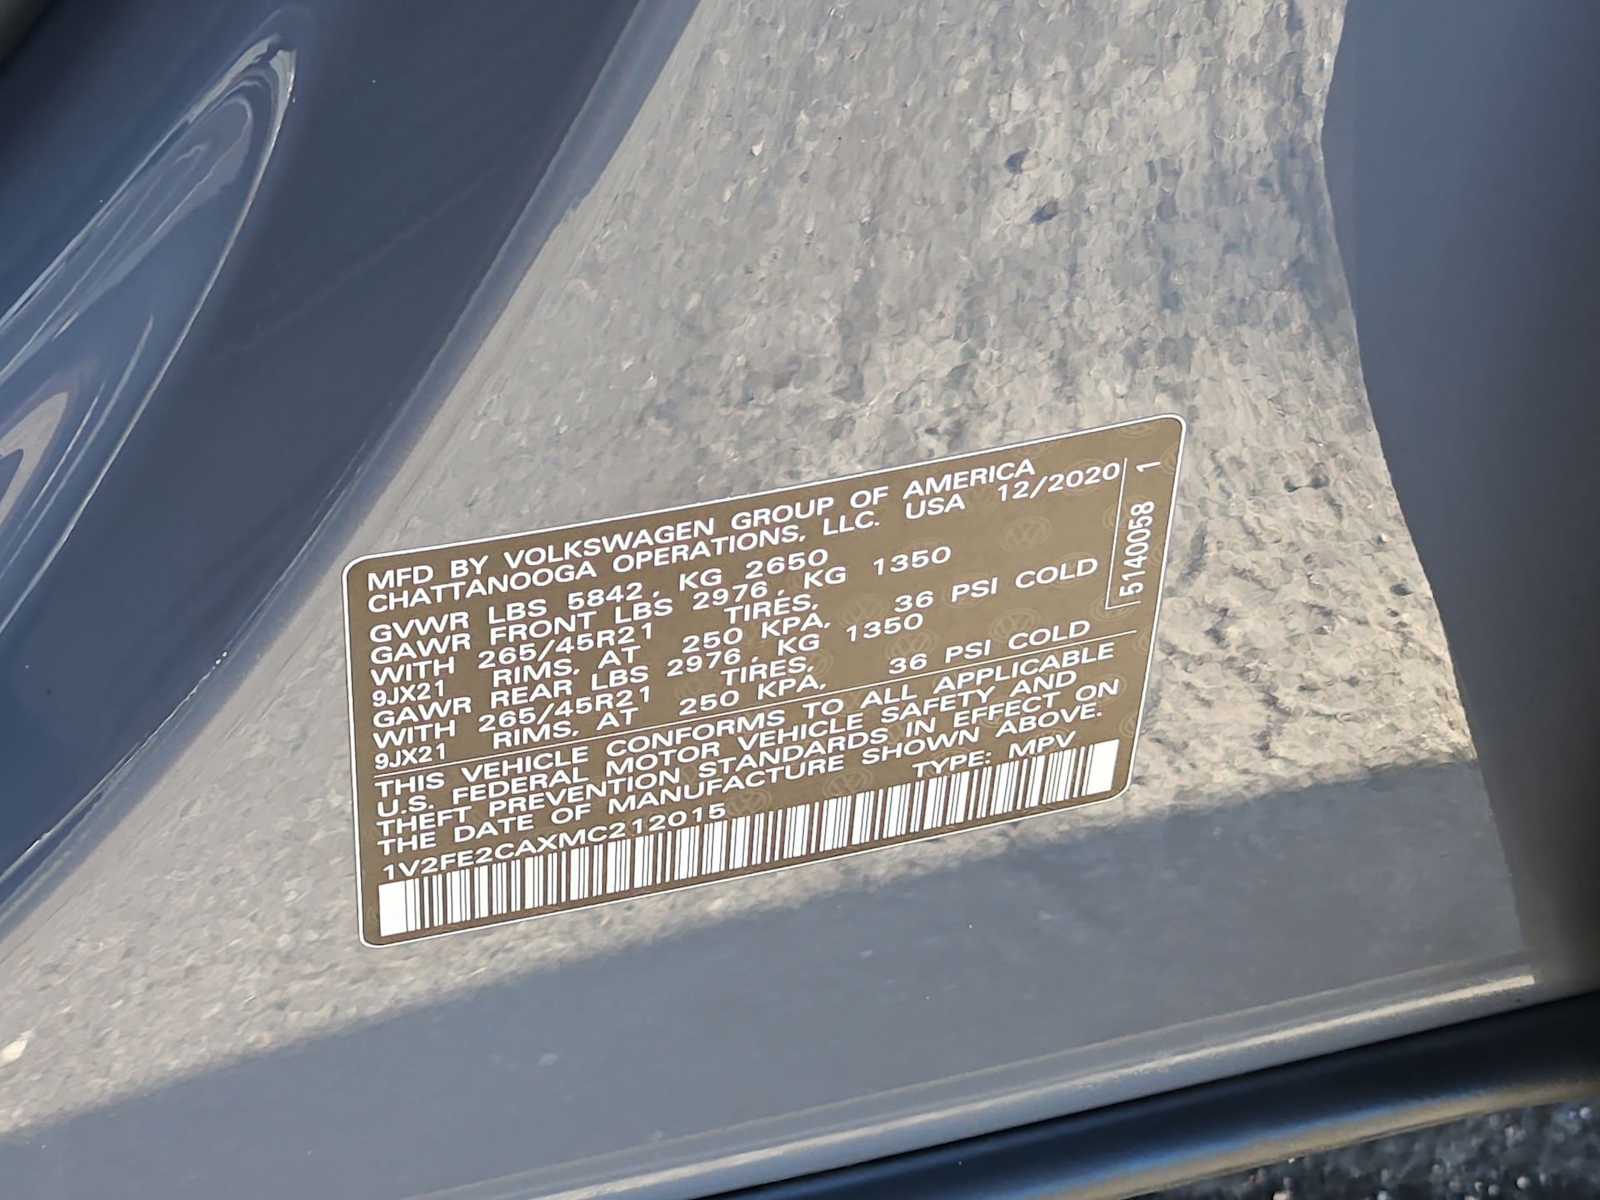 MFD BY VOLKSWAGEN GROUP OF AMERICA
CHATTANOOGA OPERATIONS, LLC. USA 12/2020
GVWR LBS 5842, KG 2650
GAWR FRONT LBS 2976, KG 1350
WITH 265/45R21 TIRES,
9JX21 RIMS, AT 250 KPA, 36 PSI COLD
GAWR REAR LBS 2976, KG 1350
WITH 265/45R21 TIRES,
9JX21 RIMS, AT 250 KPA, 36 PSI COLD
THIS VEHICLE CONFORMS TO ALL APPLICABLE
U.S. FEDERAL MOTOR VEHICLE SAFETY AND
THEFT PREVENTION STANDARDS IN EFFECT ON
THE DATE OF MANUFACTURE SHOWN ABOVE.
1V2FE2CAXMC212015 TYPE: MPV
5140058 1